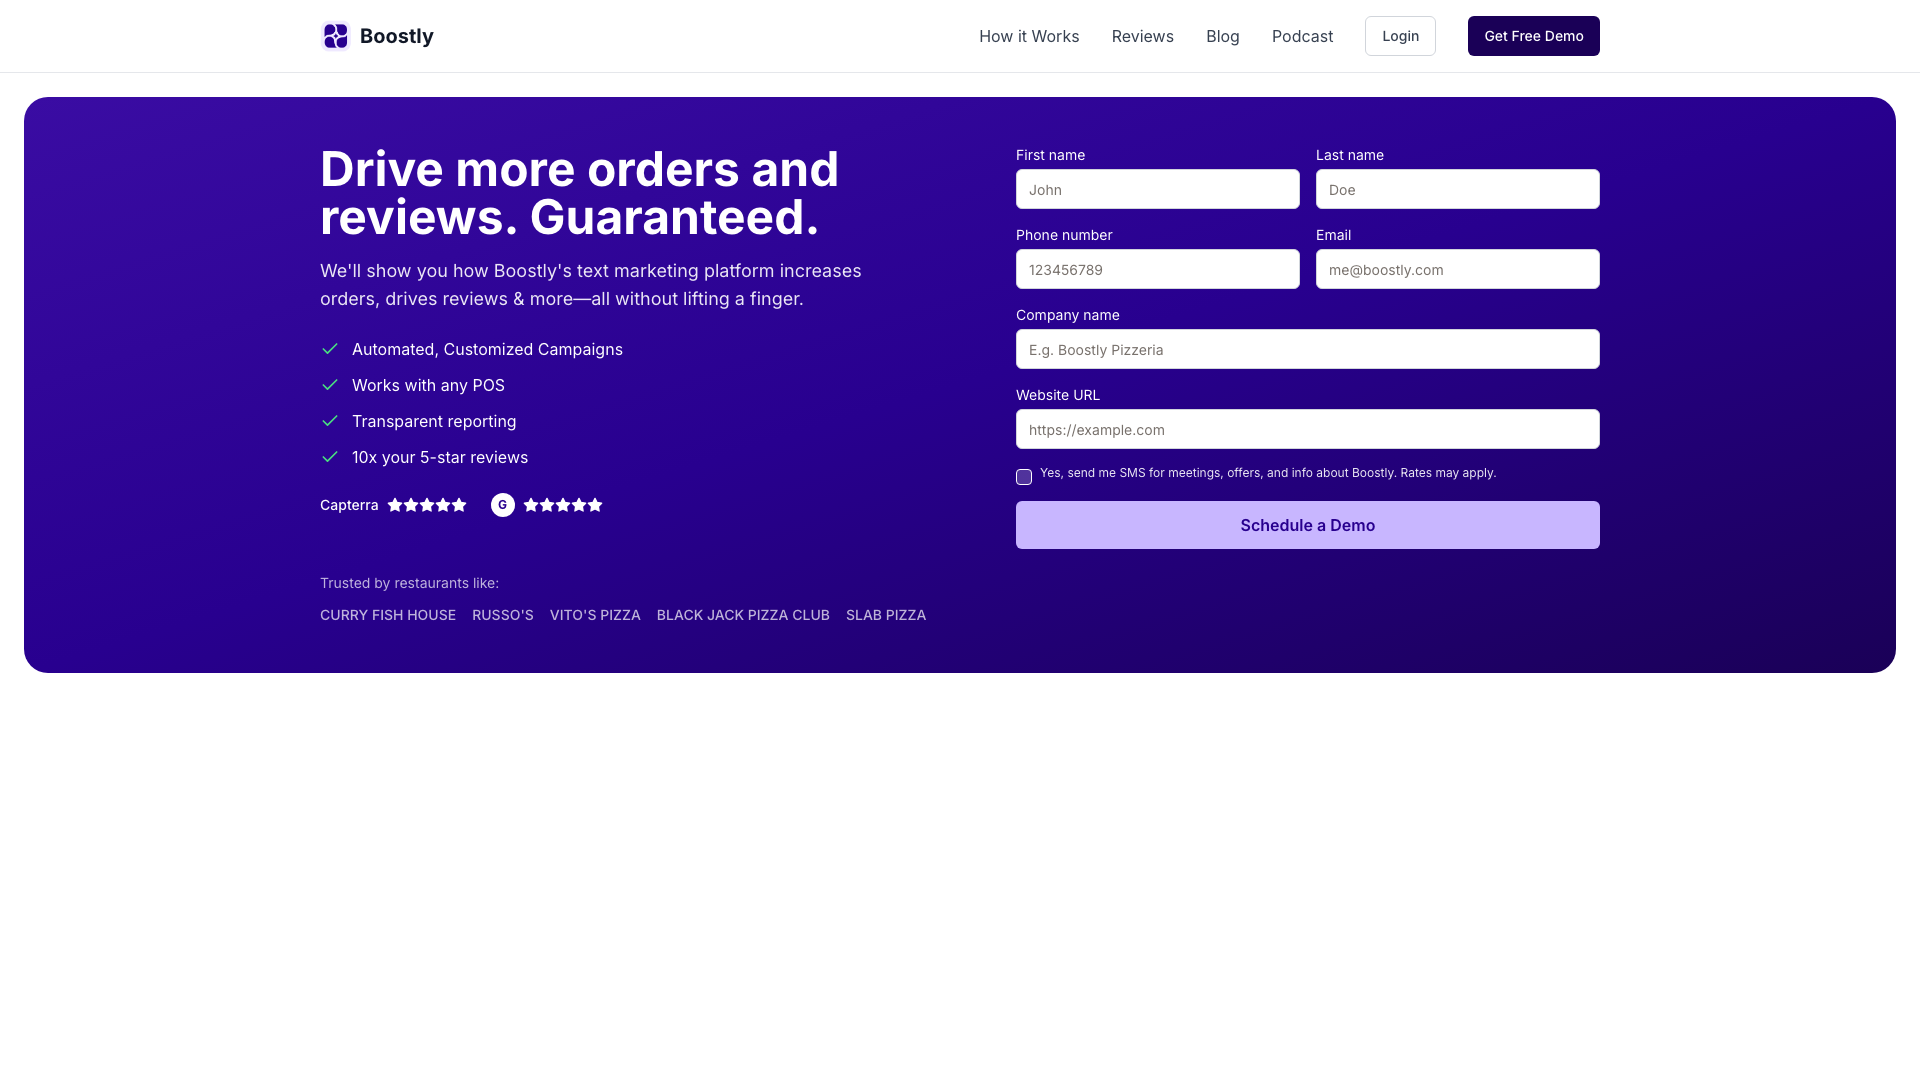 Boostly
How it Works
Reviews
Blog
Podcast
Login
Get Free Demo
Drive more orders and
reviews. Guaranteed.
We'll show you how Boostly's text marketing platform increases
orders, drives reviews & more—all without lifting a finger.
Automated, Customized Campaigns
Works with any POS
Transparent reporting
10x your 5-star reviews
Capterra
G
Trusted by restaurants like:
CURRY FISH HOUSE RUSSO'S VITO'S PIZZA BLACK JACK PIZZA CLUB SLAB PIZZA
First name
John
Last name
Doe
Phone number
123456789
Email
me@boostly.com
Company name
E.g. Boostly Pizzeria
Website URL
https://example.com
Yes, send me SMS for meetings, offers, and info about Boostly. Rates may apply.
Schedule a Demo